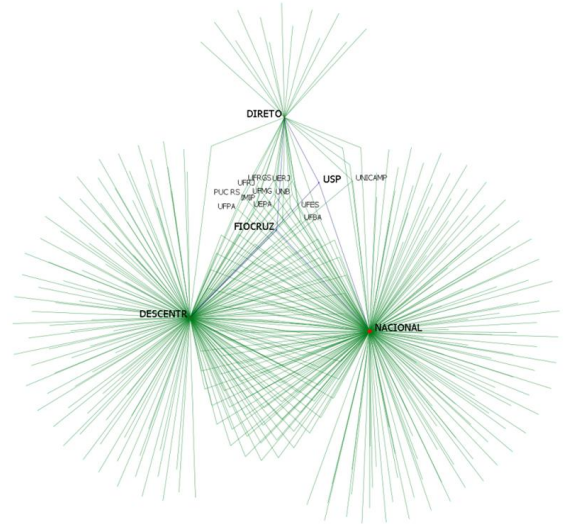 DIRETO
UFRGS UERJ USP UNICAMP
UFRJ
PUC RS UFMG UNB
IMIP
UFPA UEPA UFES
UFBA
FIOCRUZ
DESCENTR
NACIONAL